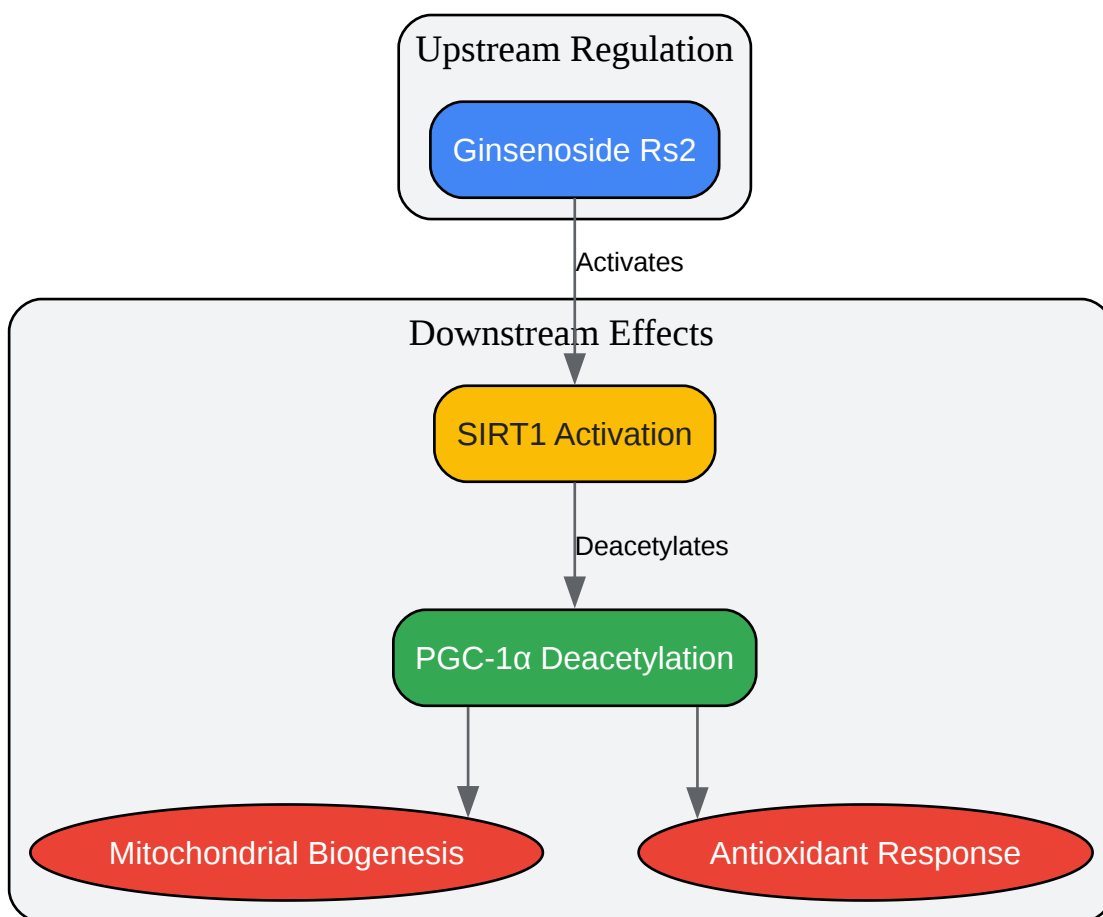 Upstream Regulation
Ginsenoside Rs2
Activates
Downstream Effects
SIRT1 Activation
Deacetylates
PGC-1α Deacetylation
Mitochondrial Biogenesis
Antioxidant Response